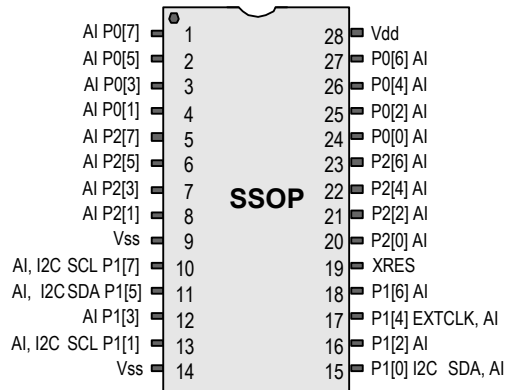 AI P0[7] 1 28 Vdd
AI P0[5] 2 27 P0[6] AI
AI P0[3] 3 26 P0[4] AI
AI P0[1] 4 25 P0[2] AI
AI P2[7] 5 24 P0[0] AI
AI P2[5] 6 23 P2[6] AI
AI P2[3] 7 22 P2[4] AI
SSOP
AI P2[1] 8 21 P2[2] AI
Vss 9 20 P2[0] AI
AI, I2C SCL P1[7] 10 19 XRES
AI, I2C SDA P1[5] 11 18 P1[6] AI
AI P1[3] 12 17 P1[4] EXTCLK, AI
AI, I2C SCL P1[1] 13 16 P1[2] AI
Vss 14 15 P1[0] I2C SDA, AI